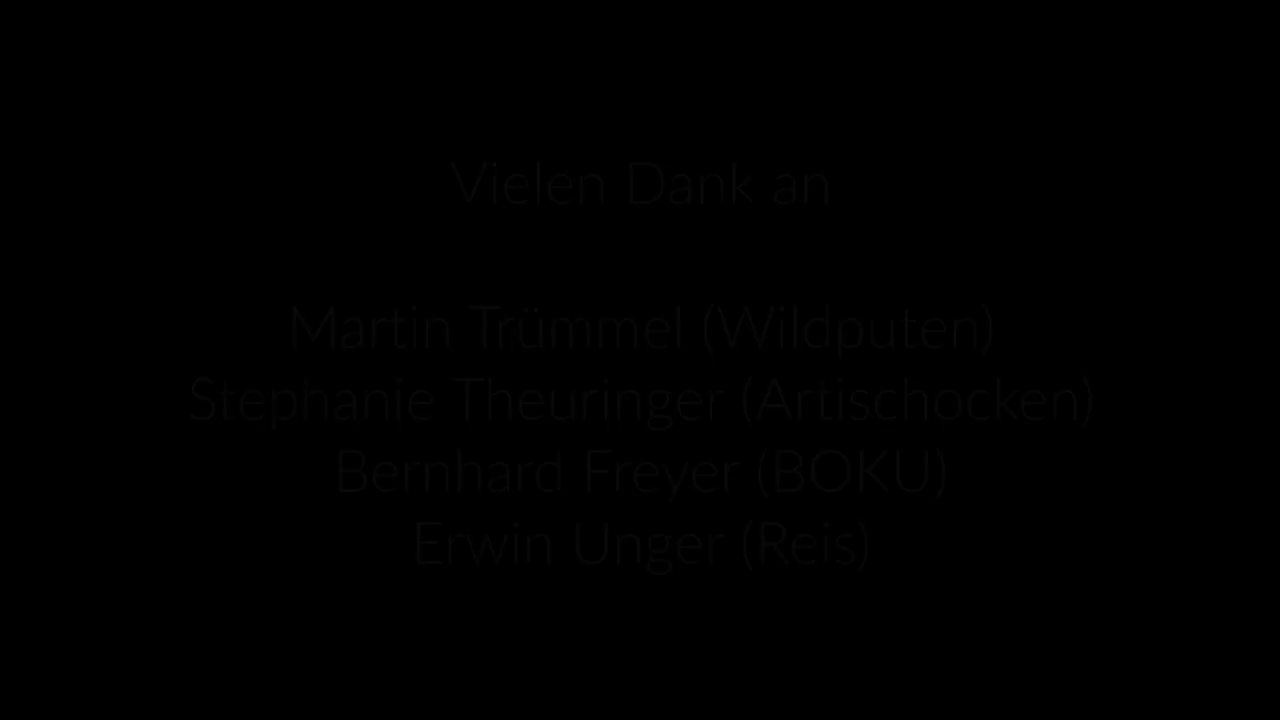 Vielen Dank an
Martin Trümmel (Wildputen)
Stephanie Theuringer (Artischocken)
Bernhard Freyer (BOKU)
Erwin Unger (Reis)